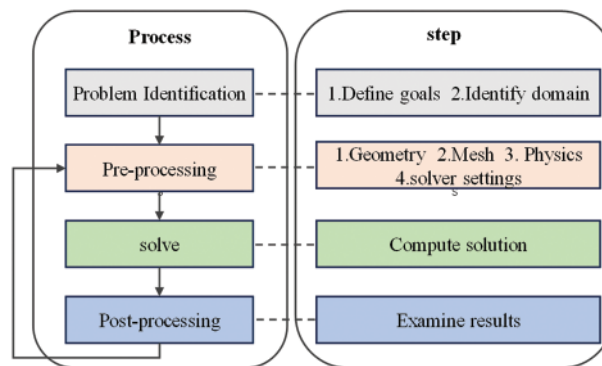 Process
step
Problem Identification
1.Define goals 2.Identify domain
Pre-processing
1.Geometry 2.Mesh 3. Physics
4.solver settings
s
solve
Compute solution
Post-processing
Examine results